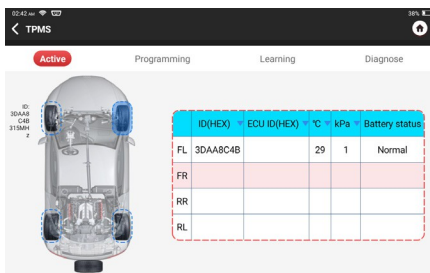 02:42 AM 38%
TPMS
Active Programming Learning Diagnose
ID:
3DAA8
C4B
315MH
z
ID(HEX) ECU ID(HEX) °C kPa Battery status
FL 3DAA8C4B 29 1 Normal
FR
RR
RL